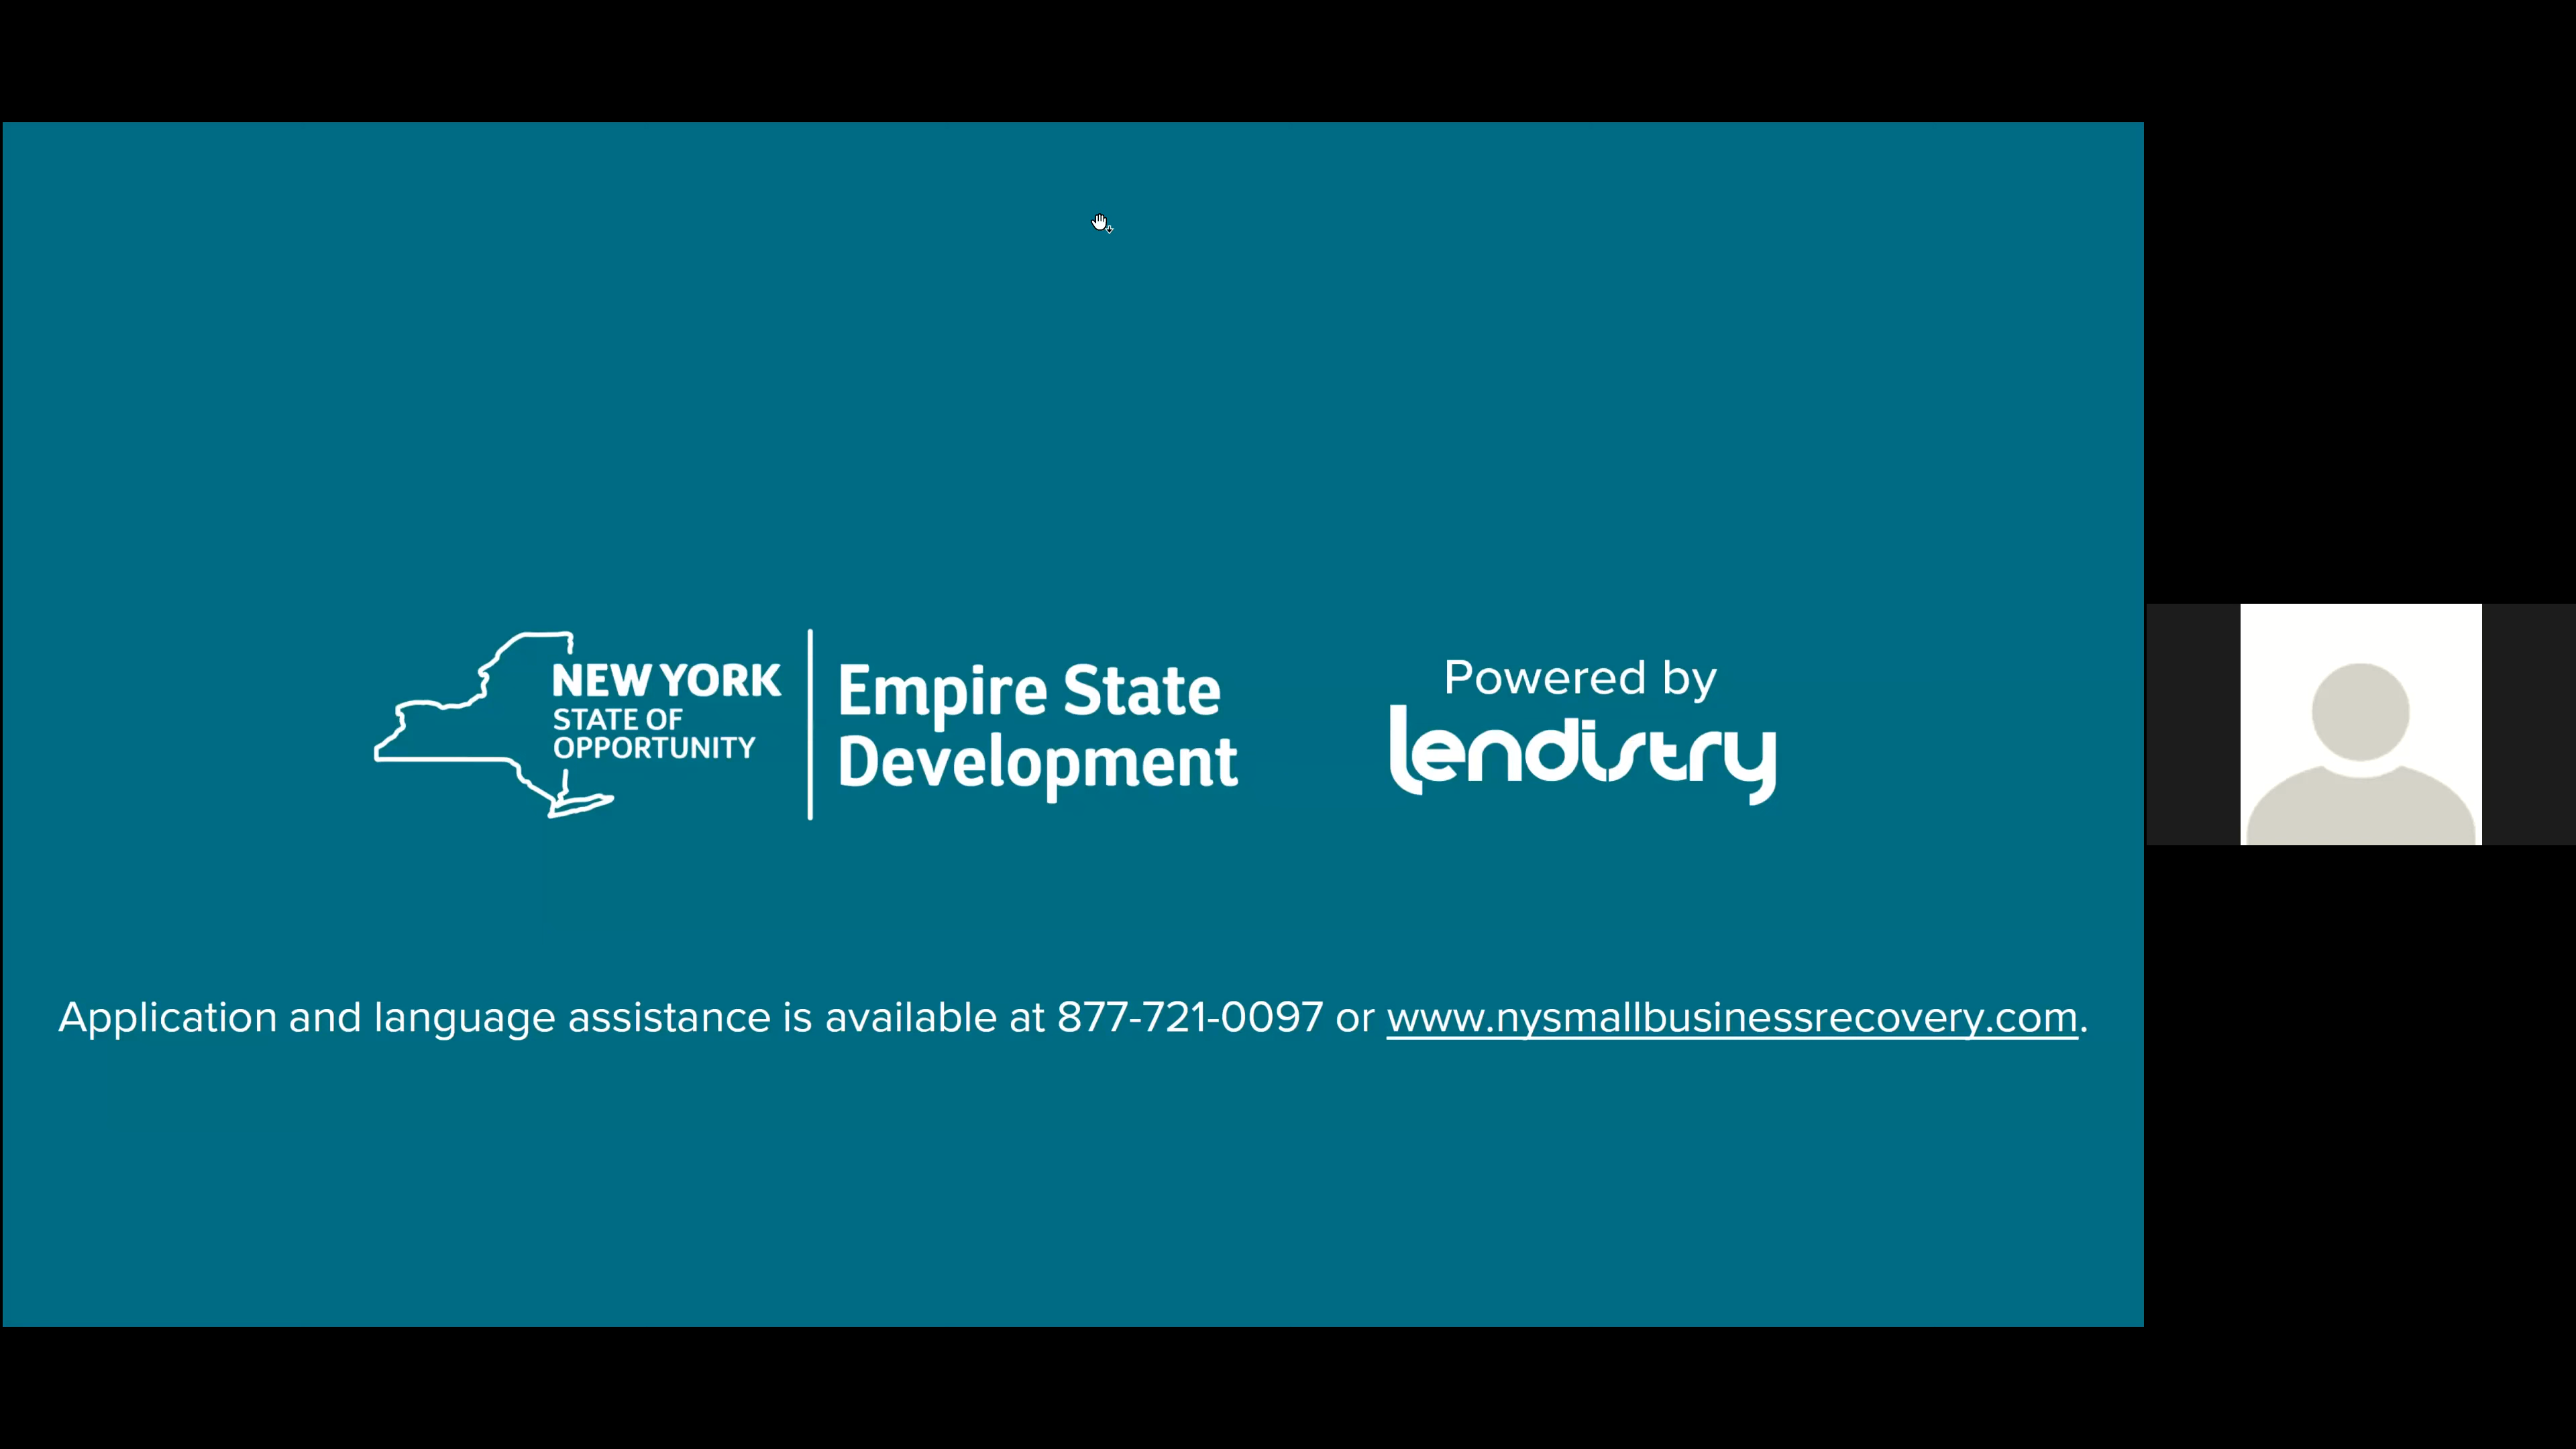 NEW YORK
STATE OF
OPPORTUNITY
Empire State
Development
Powered by
lendistry
Application and language assistance is available at 877-721-0097 or www.nysmallbusinessrecovery.com.